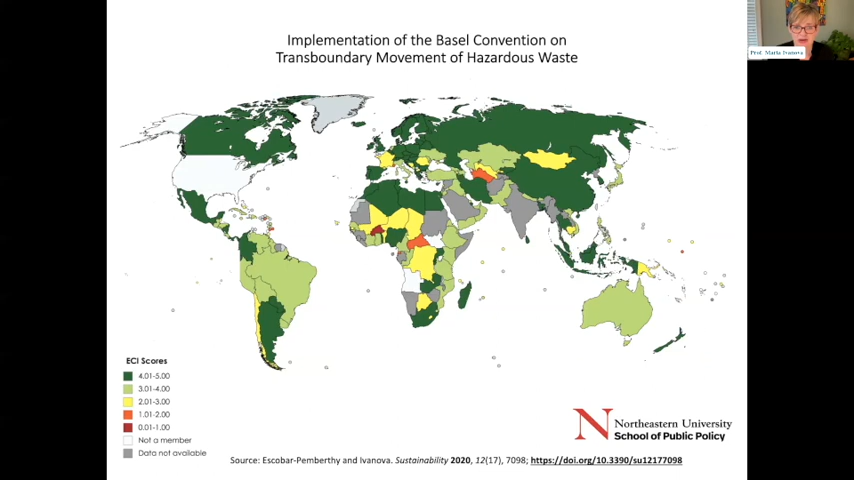 Implementation of the Basel Convention on
Transboundary Movement of Hazardous Waste
Prof. Maria Ivanova
ECI Scores
4.01-5.00
3.01-4.00
2.01-3.00
1.01-2.00
0.01-1.00
Not a member
Data not available
N
Northeastern University
School of Public Policy
Source: Escobar-Pemberthy and Ivanova. Sustainability 2020, 12(17), 7098; https://doi.org/10.3390/su12177098